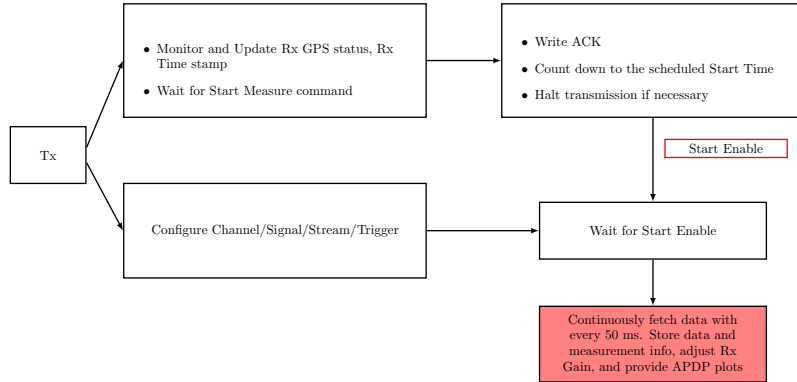 • Monitor and Update Rx GPS status, Rx
Time stamp
• Wait for Start Measure command
• Write ACK
• Count down to the scheduled Start Time
• Halt transmission if necessary
Tx
Start Enable
Configure Channel/Signal/Stream/Trigger
Wait for Start Enable
Continuously fetch data with
every 50 ms. Store data and
measurement info, adjust Rx
Gain, and provide APDP plots